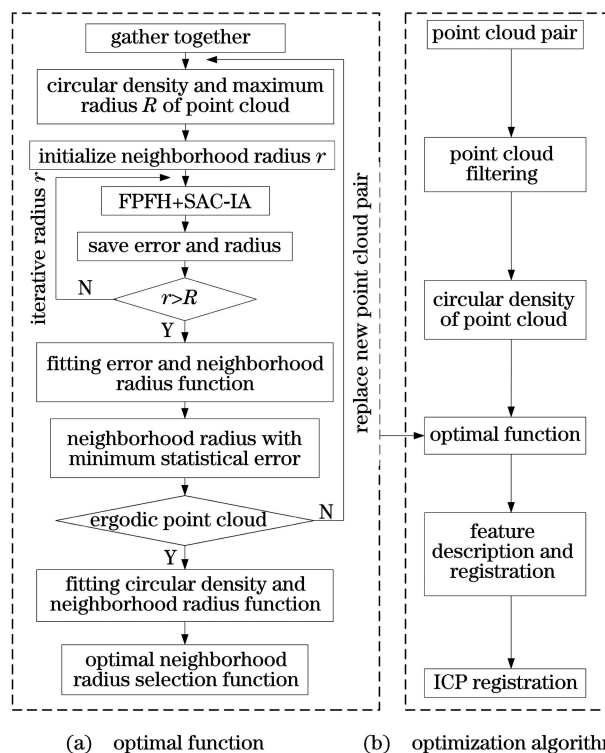 gather together
circular density and maximum
radius R of point cloud
initialize neighborhood radius r
iterative radius r
FPFH+SAC-IA
save error and radius
N
r>R
Y
fitting error and neighborhood
radius function
neighborhood radius with
minimum statistical error
replace new point cloud pair
ergodic point cloud
N
Y
fitting circular density and
neighborhood radius function
optimal neighborhood
radius selection function
(a) optimal function
point cloud pair
point cloud
filtering
circular density
of point cloud
optimal function
feature
description and
registration
ICP registration
(b) optimization algorithm